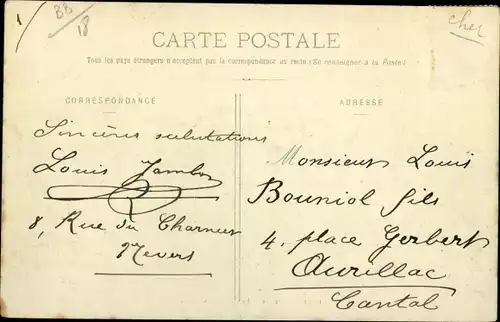 1
BB
18
cher
CARTE POSTALE
Tous les pays étrangers n'acceptent pas la correspondance au recto (Se renseigner à la Poste)
CORRESPONDANCE
Sincères salutations
Louis Jambon
8, Rue du Charnier
Nevers
ADRESSE
Monsieur Louis
Bouniol fils
4, place Gerbert
Aurillac
Cantal